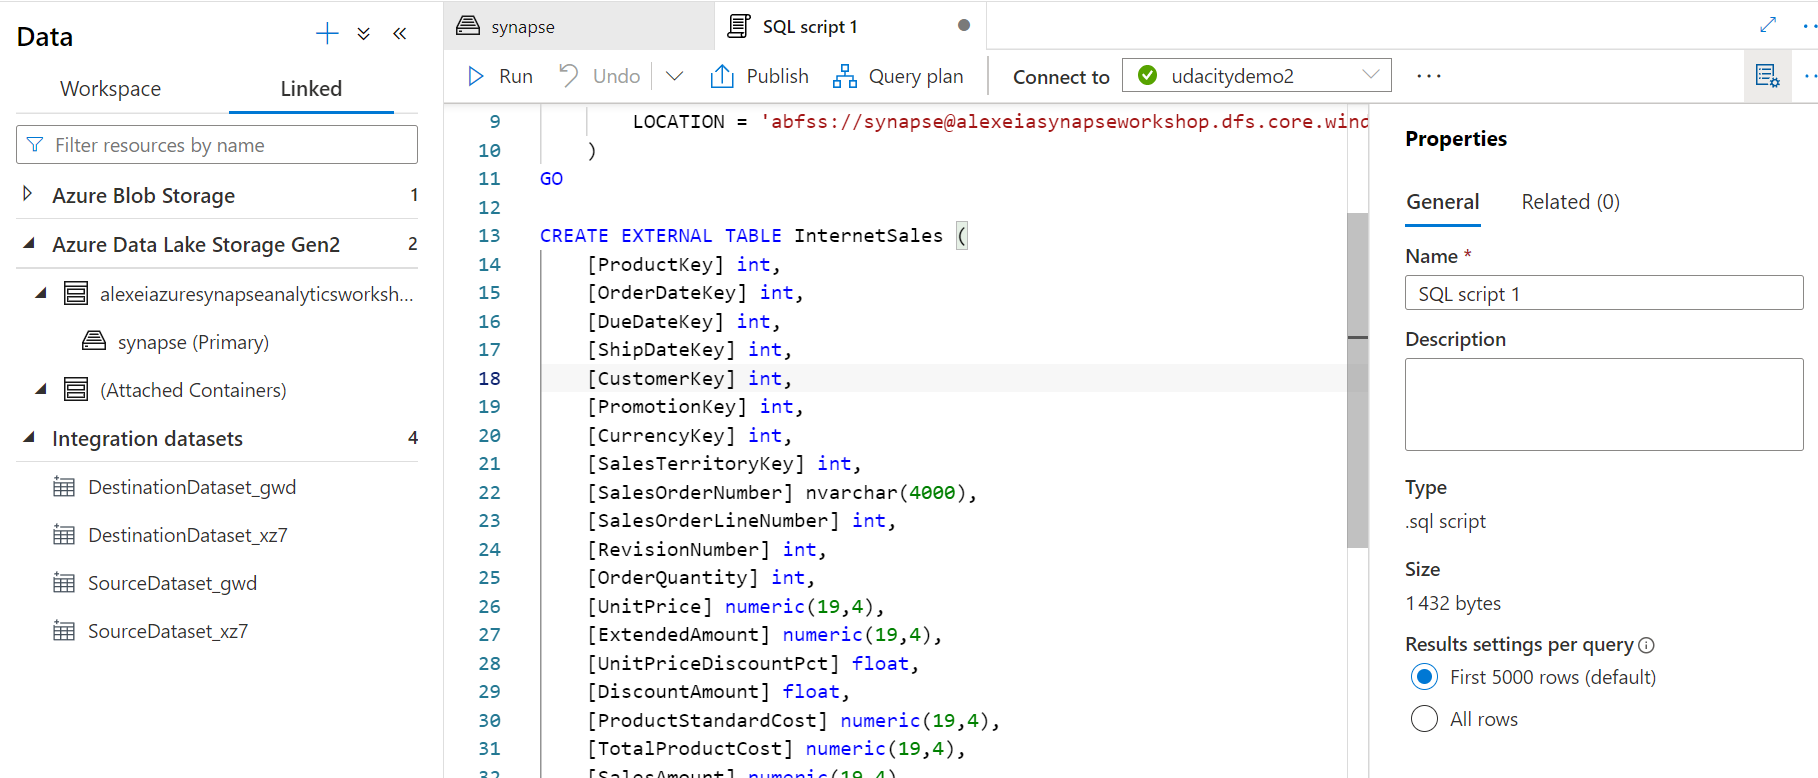 Data
Workspace
Linked
Filter resources by name
Azure Blob Storage 1
Azure Data Lake Storage Gen2 2
alexeiazuresynapseanalyticsworksh...
synapse (Primary)
(Attached Containers)
Integration datasets 4
DestinationDataset_gwd
DestinationDataset_xz7
SourceDataset_gwd
SourceDataset_xz7
synapse
SQL script 1
Run
Undo
Publish
Query plan
Connect to
udacitydemo2
9 LOCATION = 'abfss://synapse@alexeiasynapseworkshop.dfs.core.wind
10 )
11 GO
12
13 CREATE EXTERNAL TABLE InternetSales (
14 [ProductKey] int,
15 [OrderDateKey] int,
16 [DueDateKey] int,
17 [ShipDateKey] int,
18 [CustomerKey] int,
19 [PromotionKey] int,
20 [CurrencyKey] int,
21 [SalesTerritoryKey] int,
22 [SalesOrderNumber] nvarchar(4000),
23 [SalesOrderLineNumber] int,
24 [RevisionNumber] int,
25 [OrderQuantity] int,
26 [UnitPrice] numeric(19,4),
27 [ExtendedAmount] numeric(19,4),
28 [UnitPriceDiscountPct] float,
29 [DiscountAmount] float,
30 [ProductStandardCost] numeric(19,4),
31 [TotalProductCost] numeric(19,4),
32 [SalesAmount] numeric(19,4)
Properties
General
Related (0)
Name *
SQL script 1
Description
Type
.sql script
Size
1 432 bytes
Results settings per query
First 5000 rows (default)
All rows